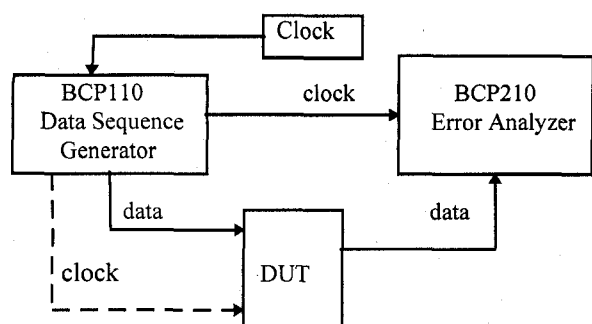 Clock
BCP110
Data Sequence
Generator
clock
BCP210
Error Analyzer
data
data
clock
DUT